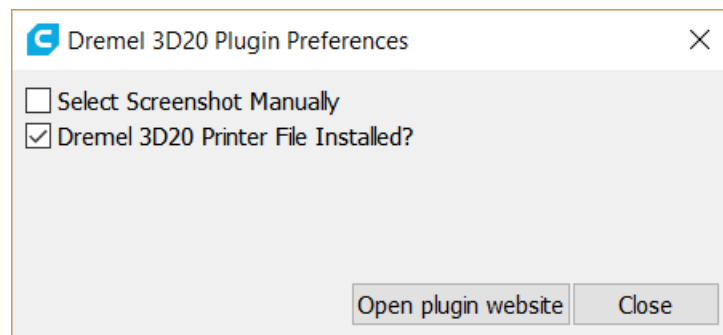 Dremel 3D20 Plugin Preferences
Select Screenshot Manually
Dremel 3D20 Printer File Installed?
Open plugin website
Close